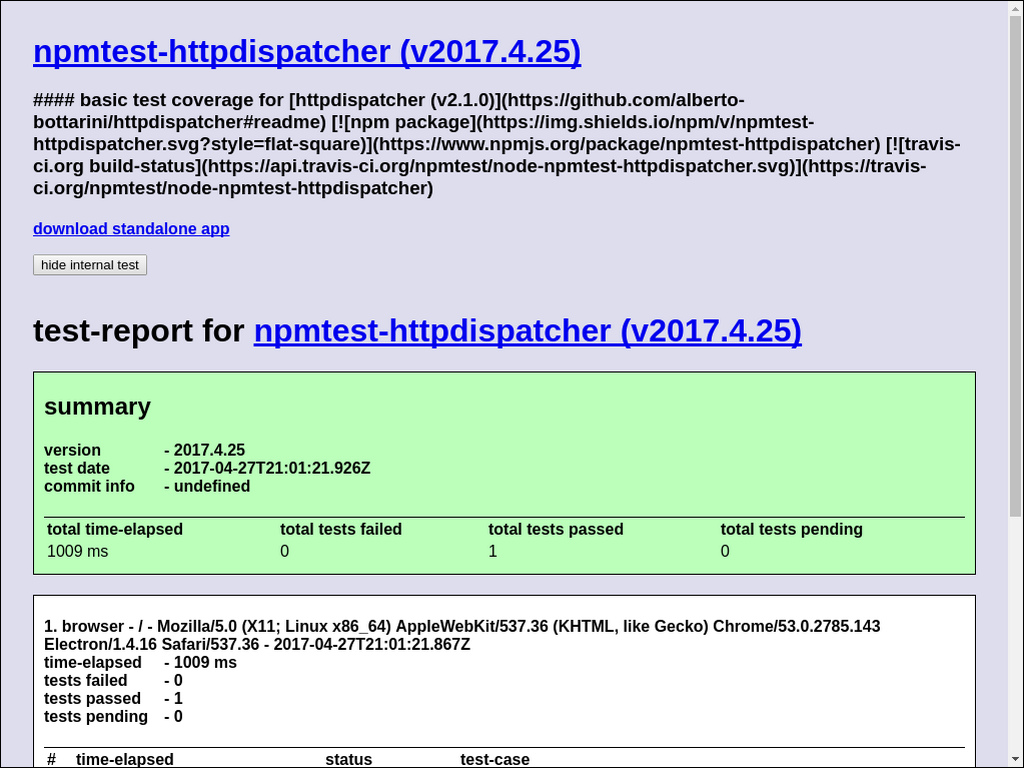 npmtest-httpdispatcher (v2017.4.25)
#### basic test coverage for [httpdispatcher (v2.1.0)](https://github.com/alberto-
bottarini/httpdispatcher#readme) [![npm package](https://img.shields.io/npm/v/npmtest-
httpdispatcher.svg?style=flat-square)](https://www.npmjs.org/package/npmtest-httpdispatcher) [![travis-
ci.org build-status](https://api.travis-ci.org/npmtest/node-npmtest-httpdispatcher.svg)](https://travis-
ci.org/npmtest/node-npmtest-httpdispatcher)
download standalone app
hide internal test
test-report for npmtest-httpdispatcher (v2017.4.25)
summary
version - 2017.4.25
test date - 2017-04-27T21:01:21.926Z
commit info - undefined
total time-elapsed total tests failed total tests passed total tests pending
1009 ms 0 1 0
1. browser - / - Mozilla/5.0 (X11; Linux x86_64) AppleWebKit/537.36 (KHTML, like Gecko) Chrome/53.0.2785.143
Electron/1.4.16 Safari/537.36 - 2017-04-27T21:01:21.867Z
time-elapsed - 1009 ms
tests failed - 0
tests passed - 1
tests pending - 0
# time-elapsed status test-case